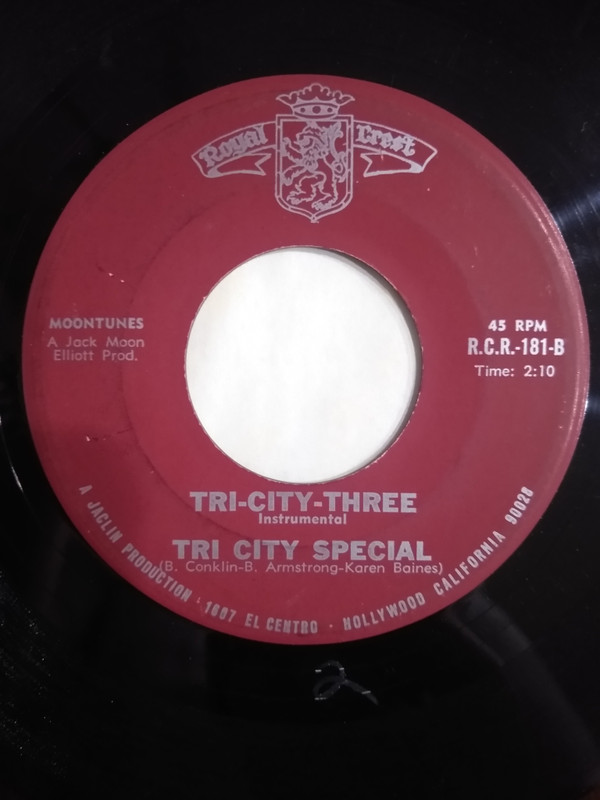 Royal Crest
MOONTUNES
A Jack Moon
Elliott Prod.
45 RPM
R.C.R.-181-B
Time: 2:10
TRI-CITY-THREE
Instrumental
TRI CITY SPECIAL
(B. Conklin-B. Armstrong-Karen Baines)
A JACLIN PRODUCTION · 1607 EL CENTRO · HOLLYWOOD CALIFORNIA 90028
2